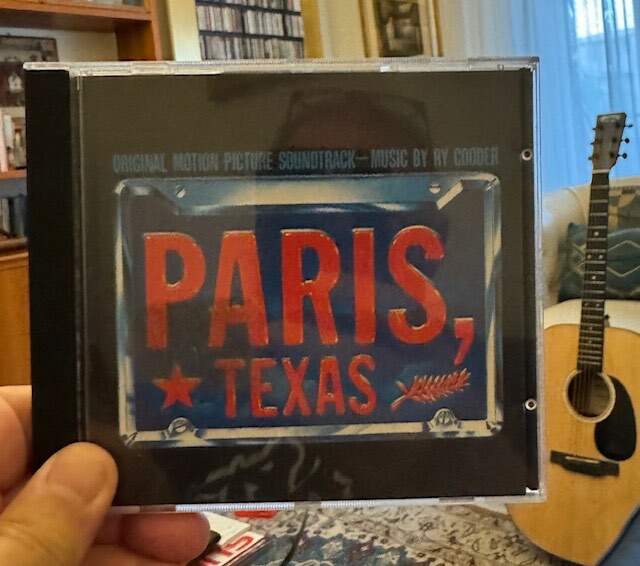 ORIGINAL MOTION PICTURE SOUNDTRACK—MUSIC BY RY COODER
PARIS,
TEXAS